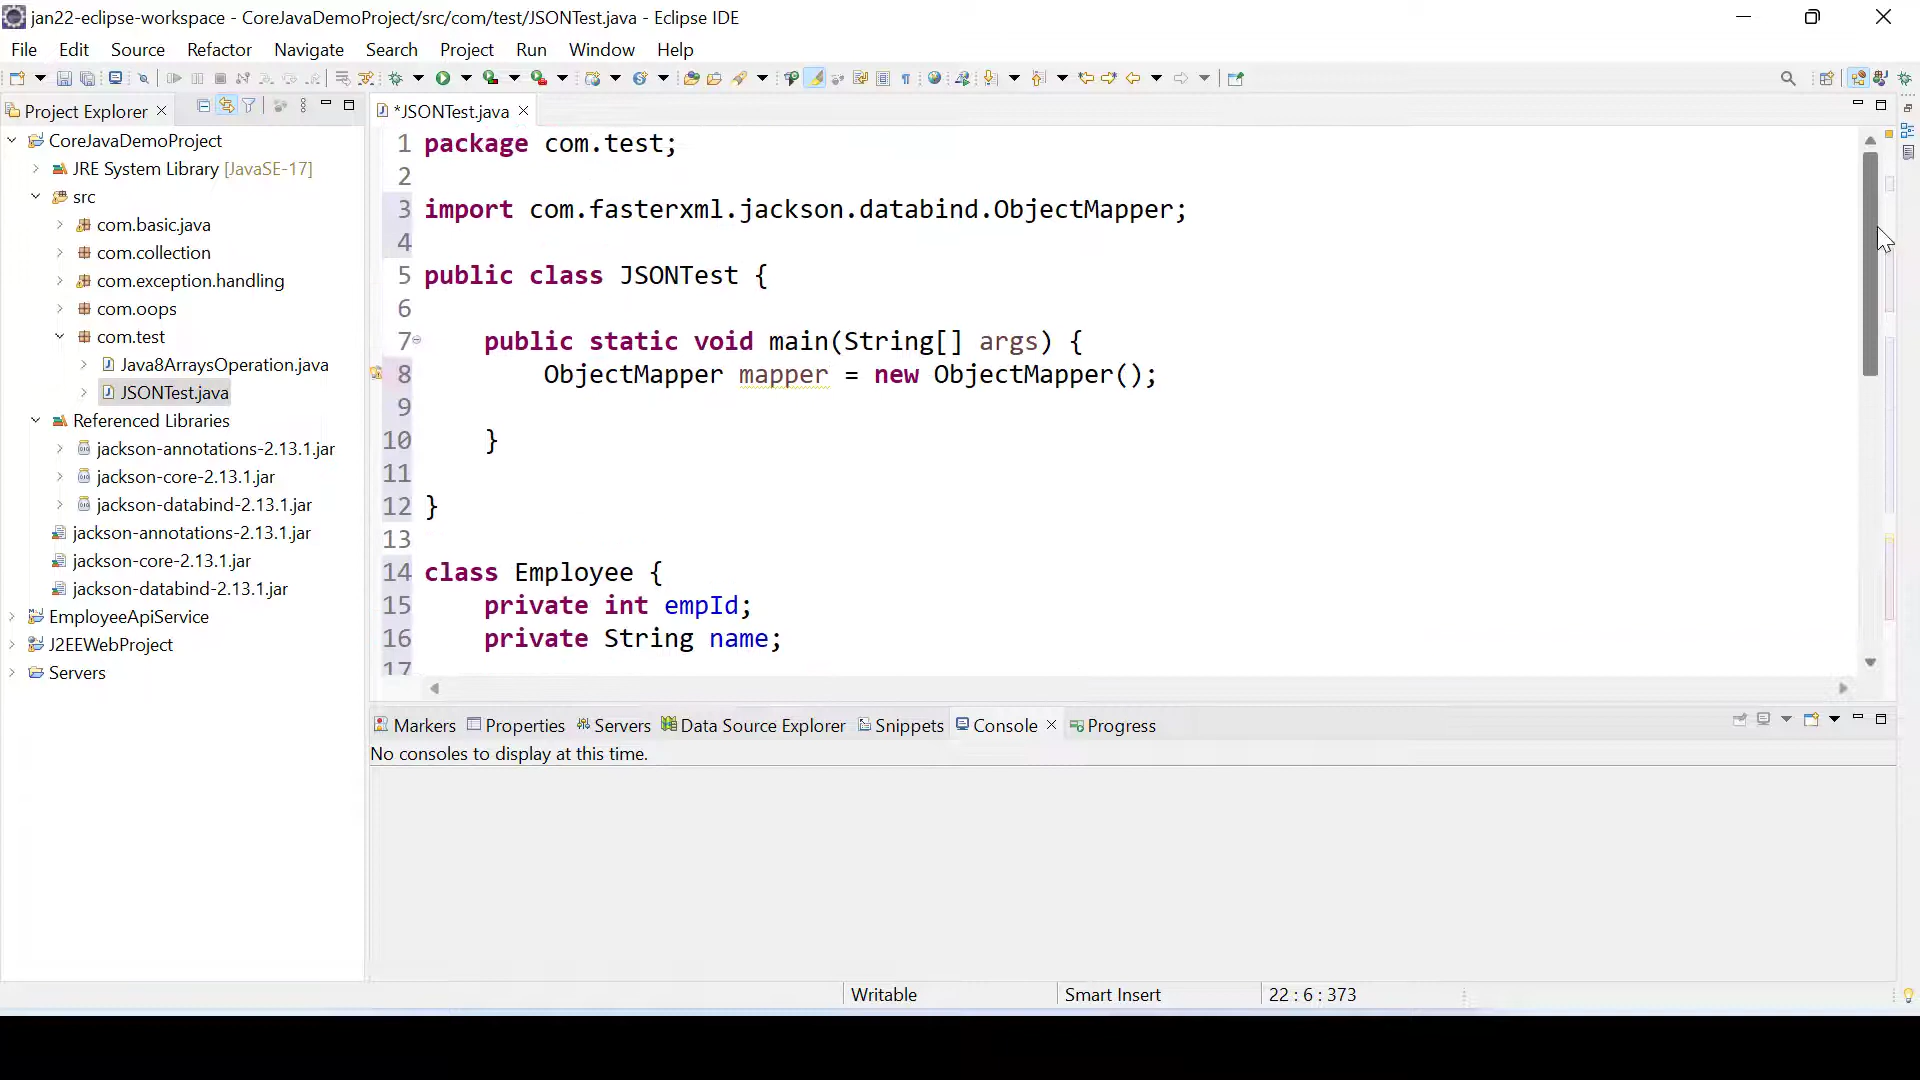 jan22-eclipse-workspace - CoreJavaDemoProject/src/com/test/JSONTest.java - Eclipse IDE
File Edit Source Refactor Navigate Search Project Run Window Help
Project Explorer
CoreJavaDemoProject
JRE System Library [JavaSE-17]
src
com.basic.java
com.collection
com.exception.handling
com.oops
com.test
Java8ArraysOperation.java
JSONTest.java
Referenced Libraries
jackson-annotations-2.13.1.jar
jackson-core-2.13.1.jar
jackson-databind-2.13.1.jar
jackson-annotations-2.13.1.jar
jackson-core-2.13.1.jar
jackson-databind-2.13.1.jar
EmployeeApiService
J2EEWebProject
Servers
*JSONTest.java
1 package com.test;
2
3 import com.fasterxml.jackson.databind.ObjectMapper;
4
5 public class JSONTest {
6
7 public static void main(String[] args) {
8 ObjectMapper mapper = new ObjectMapper();
9
10 }
11
12 }
13
14 class Employee {
15 private int empId;
16 private String name;
17
Markers Properties Servers Data Source Explorer Snippets Console Progress
No consoles to display at this time.
Writable Smart Insert 22 : 6 : 373